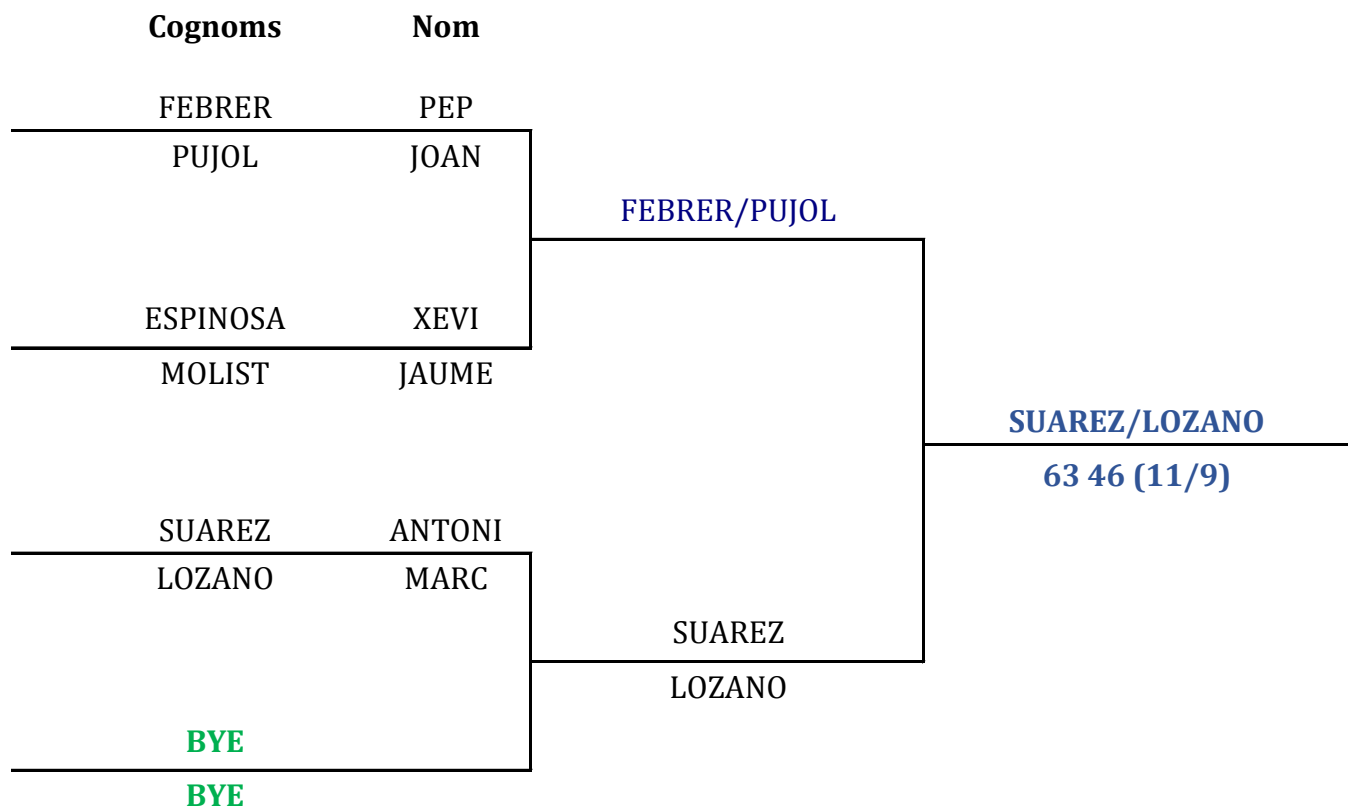 Cognoms Nom
FEBRER PEP
PUJOL JOAN
FEBRER/PUJOL
ESPINOSA XEVI
MOLIST JAUME
SUAREZ/LOZANO
63 46 (11/9)
SUAREZ ANTONI
LOZANO MARC
SUAREZ
LOZANO
BYE
BYE